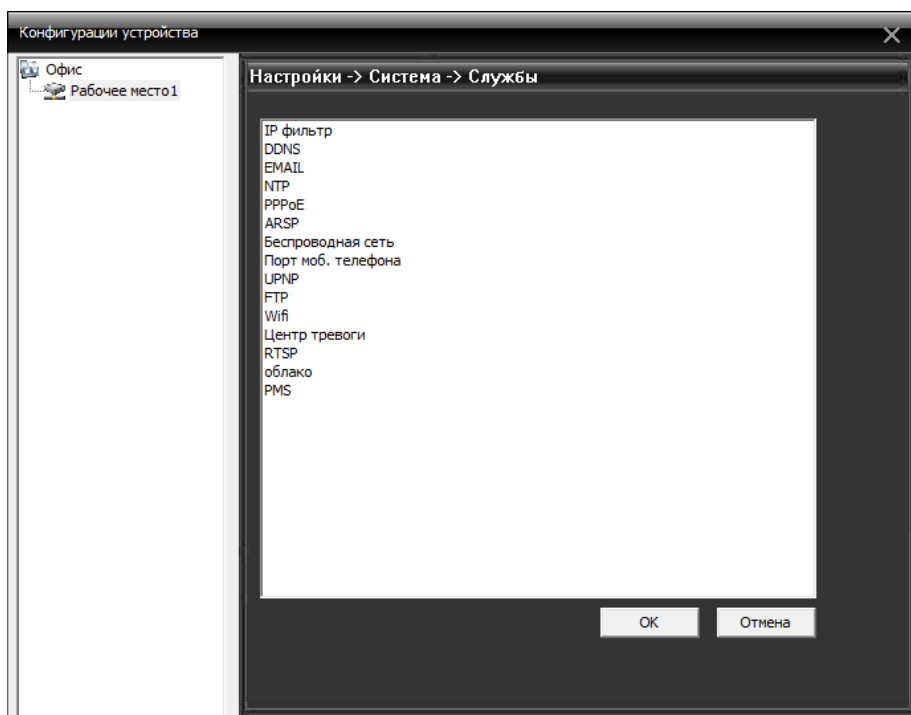 Конфигурации устройства
Офис
Рабочее место1
Настройки -> Система -> Службы
IP фильтр
DDNS
EMAIL
NTP
PPPoE
ARSP
Беспроводная сеть
Порт моб. телефона
UPNP
FTP
Wifi
Центр тревоги
RTSP
облако
PMS
OK
Отмена